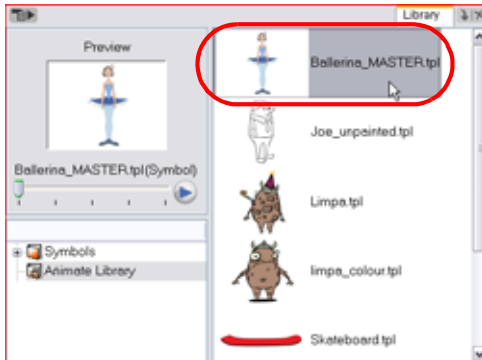 Library
Preview
Ballerina_MASTER.tpl(Symbol)
Symbols
Animate Library
Ballerina_MASTER.tpl
Joe_unpainted.tpl
Limpa.tpl
limpa_colour.tpl
Skateboard.tpl